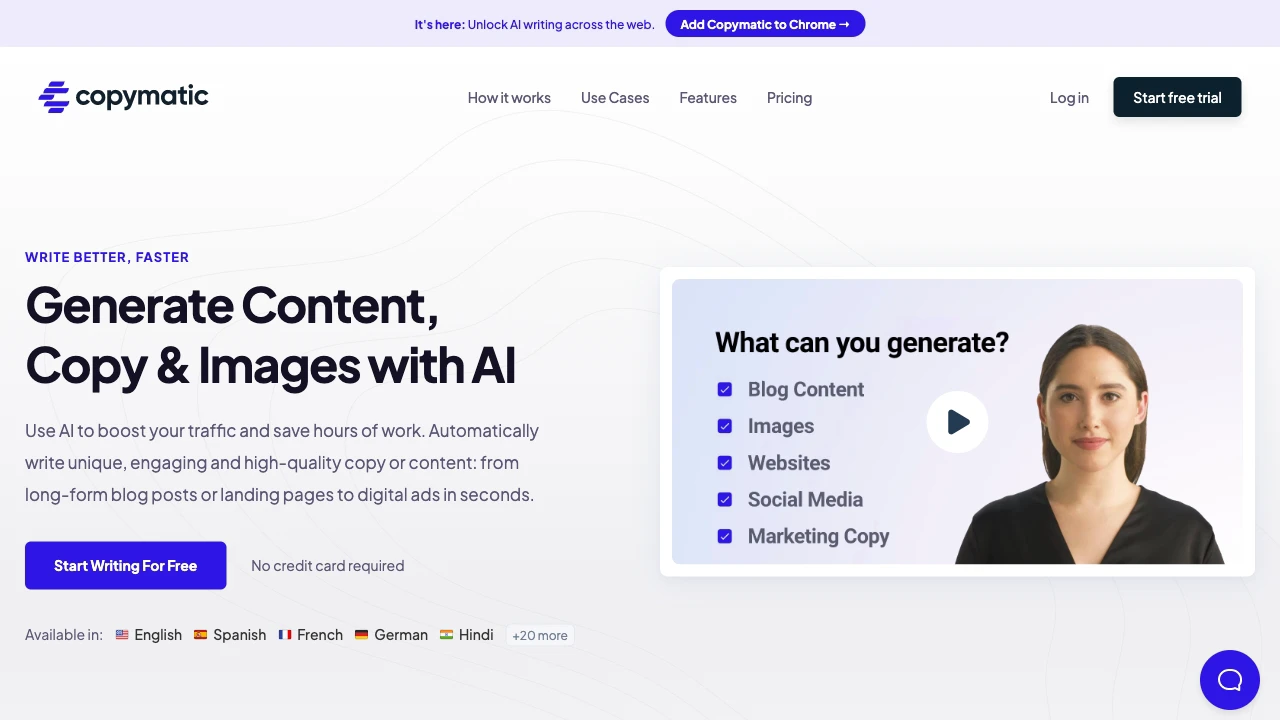 It's here: Unlock AI writing across the web. Add Copymatic to Chrome →
copymatic
How it works Use Cases Features Pricing
Log in Start free trial
WRITE BETTER, FASTER
Generate Content,
Copy & Images with AI
Use AI to boost your traffic and save hours of work. Automatically
write unique, engaging and high-quality copy or content: from
long-form blog posts or landing pages to digital ads in seconds.
Start Writing For Free No credit card required
Available in: English Spanish French German Hindi +20 more
What can you generate?
Blog Content
Images
Websites
Social Media
Marketing Copy